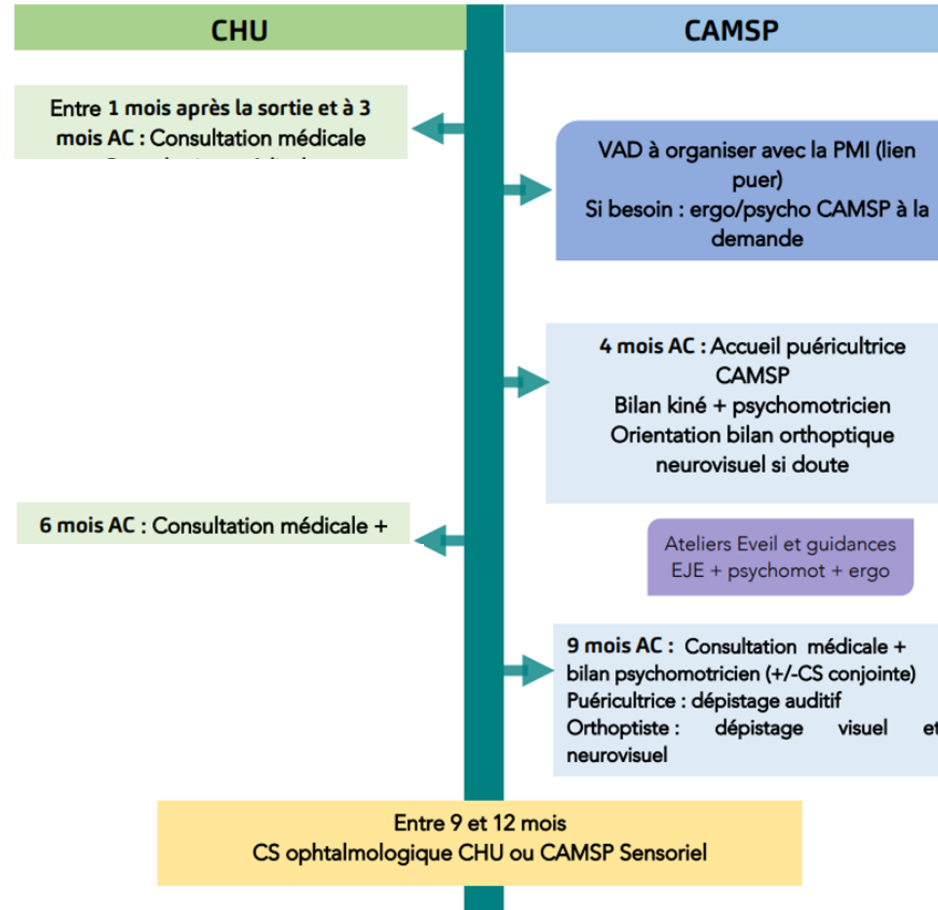 CHU
CAMSP
Entre 1 mois après la sortie et à 3
mois AC : Consultation médicale
VAD à organiser avec la PMI (lien
puer)
Si besoin : ergo/psycho CAMSP à la
demande
4 mois AC : Accueil puéricultrice
CAMSP
Bilan kiné + psychomotricien
Orientation bilan orthoptique
neurovisuel si doute
6 mois AC : Consultation médicale +
Ateliers Eveil et guidances
EJE + psychomot + ergo
9 mois AC : Consultation médicale +
bilan psychomotricien (+/-CS conjointe)
Puéricultrice : dépistage auditif
Orthoptiste : dépistage visuel et
neurovisuel
Entre 9 et 12 mois
CS ophtalmologique CHU ou CAMSP Sensoriel